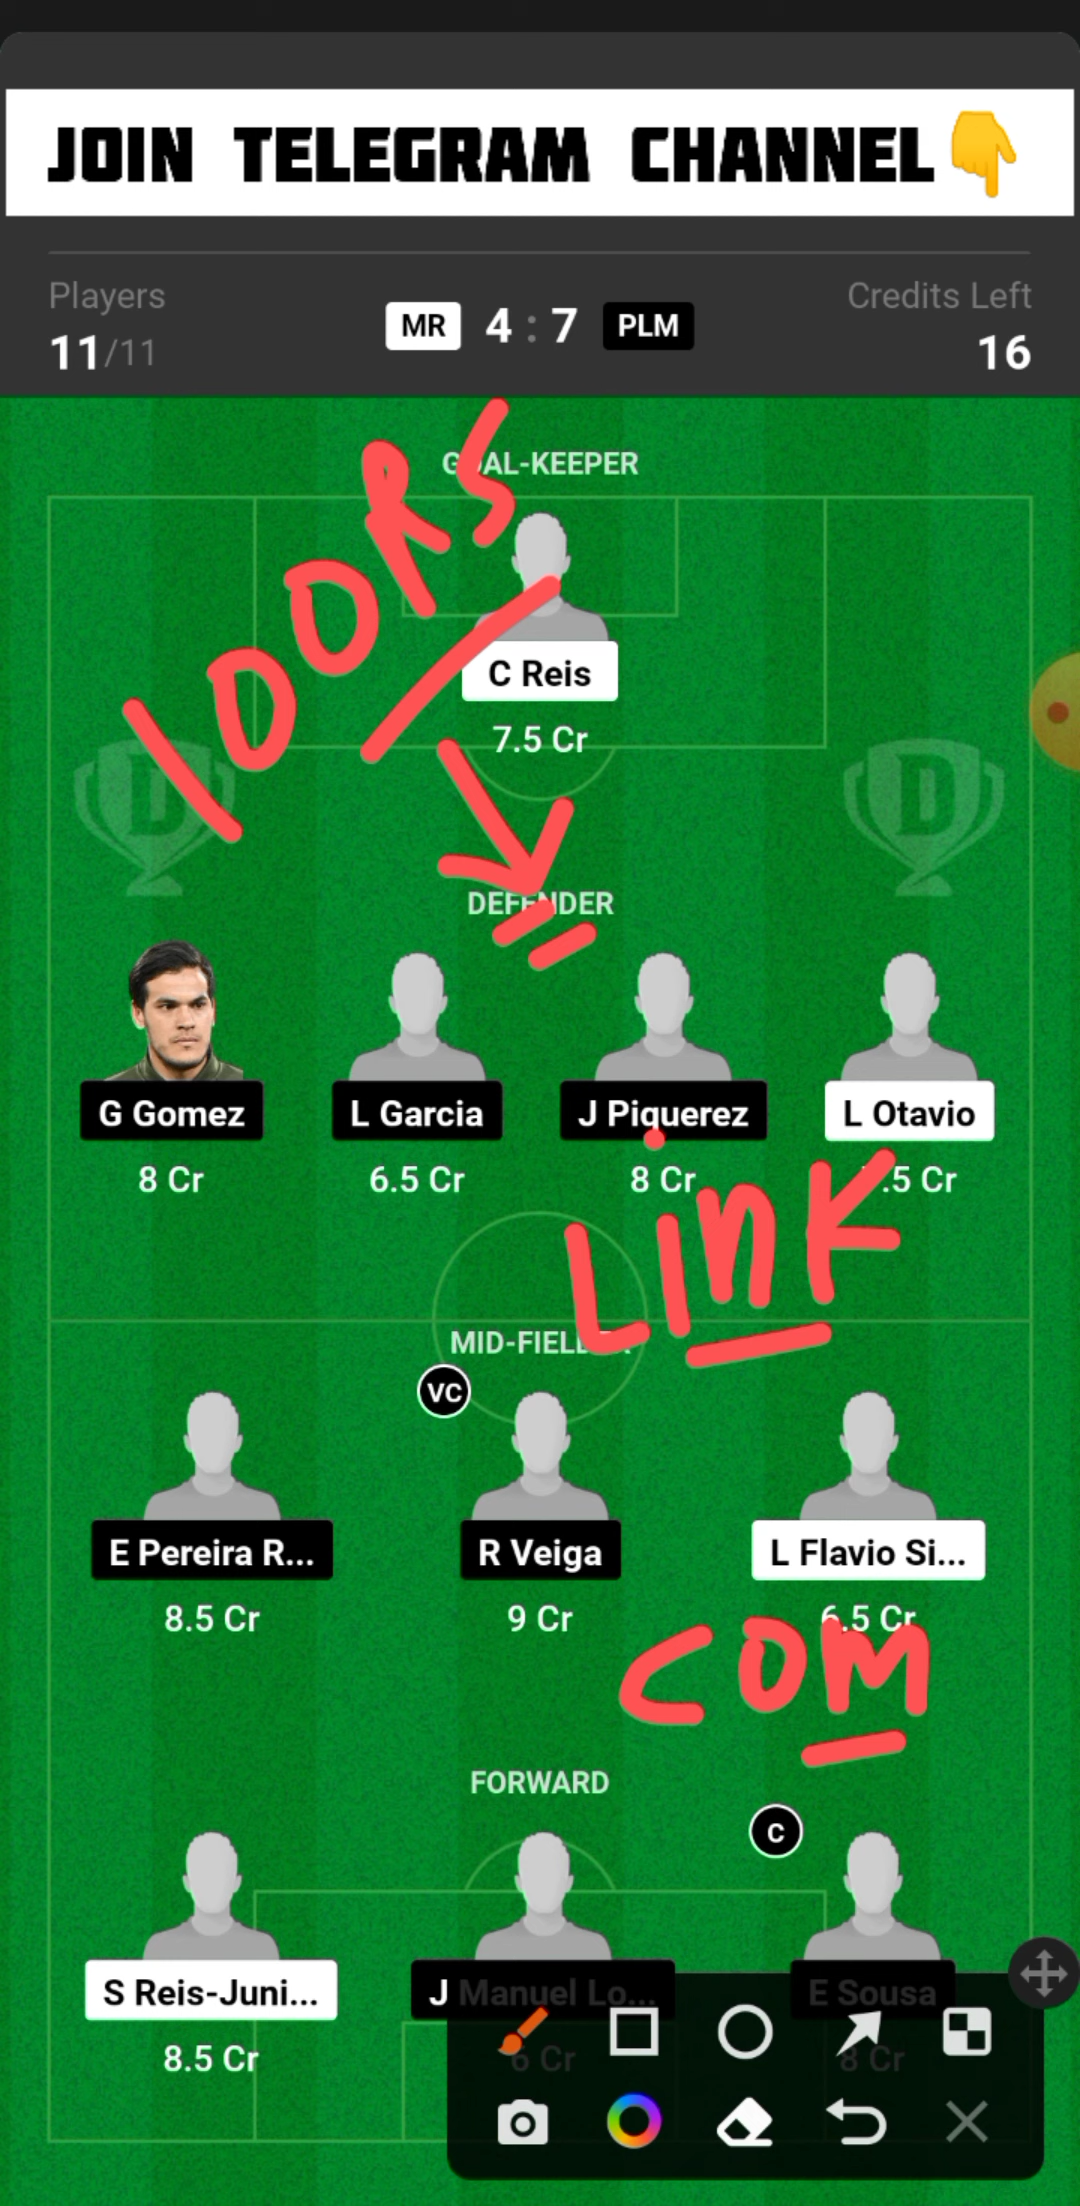 JOIN TELEGRAM CHANNEL👇
Players
11/11
MR 4 : 7 PLM
Credits Left
16
100RS
GOAL-KEEPER
C Reis
7.5 Cr
DEFENDER
G Gomez L Garcia J Piquerez L Otavio
8 Cr 6.5 Cr 8 Cr .5 Cr
LINK
MID-FIELDER
VC
E Pereira R... R Veiga L Flavio Si...
8.5 Cr 9 Cr 6.5 Cr
COM
FORWARD
C
S Reis-Juni... J Manuel Lo... E Sousa
8.5 Cr 6 Cr 8 Cr